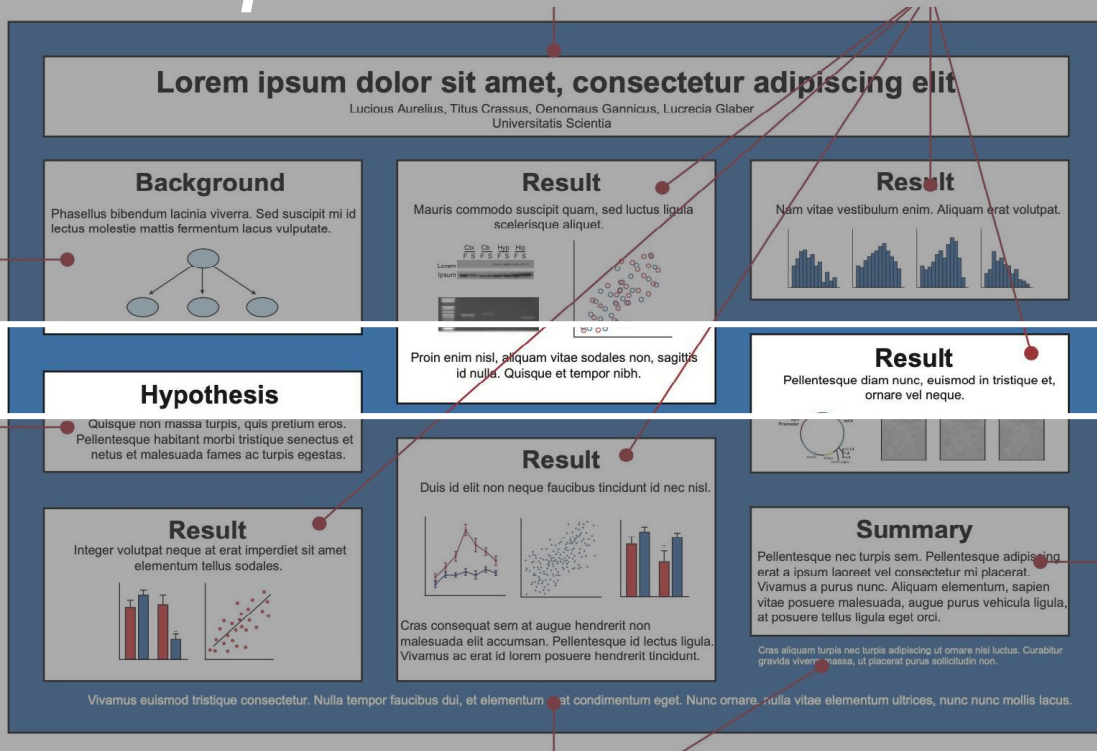 Lorem ipsum dolor sit amet, consectetur adipiscing elit
Lucious Aurelius, Titus Crassus, Oenomaus Gannicus, Lucrecia Glaber
Universitatis Scientia
Background
Phasellus bibendum lacinia viverra. Sed suscipit mi id
lectus molestie mattis fermentum lacus vulputate.
Hypothesis
Quisque non massa turpis, quis pretium eros.
Pellentesque habitant morbi tristique senectus et
netus et malesuada fames ac turpis egestas.
Result
Integer volutpat neque at erat imperdiet sit amet
elementum tellus sodales.
Result
Mauris commodo suscipit quam, sed luctus ligula
scelerisque aliquet.
Ctx Cb Hyp Hip
F S F S F S F S
Lorem
Ipsum
Proin enim nisl, aliquam vitae sodales non, sagittis
id nulla. Quisque et tempor nibh.
Result
Duis id elit non neque faucibus tincidunt id nec nisl.
Cras consequat sem at augue hendrerit non
malesuada elit accumsan. Pellentesque id lectus ligula.
Vivamus ac erat id lorem posuere hendrerit tincidunt.
Result
Nam vitae vestibulum enim. Aliquam erat volutpat.
Result
Pellentesque diam nunc, euismod in tristique et,
ornare vel neque.
Promoter
Summary
Pellentesque nec turpis sem. Pellentesque adipiscing
erat a ipsum laoreet vel consectetur mi placerat.
Vivamus a purus nunc. Aliquam elementum, sapien
vitae posuere malesuada, augue purus vehicula ligula,
at posuere tellus ligula eget orci.
Cras aliquam turpis nec turpis adipiscing ut ornare nisi luctus. Curabitur
gravida viverra massa, ut placerat purus sollicitudin non.
Vivamus euismod tristique consectetur. Nulla tempor faucibus dui, et elementum erat condimentum eget. Nunc ornare. nulla vitae elementum ultrices, nunc nunc mollis lacus.